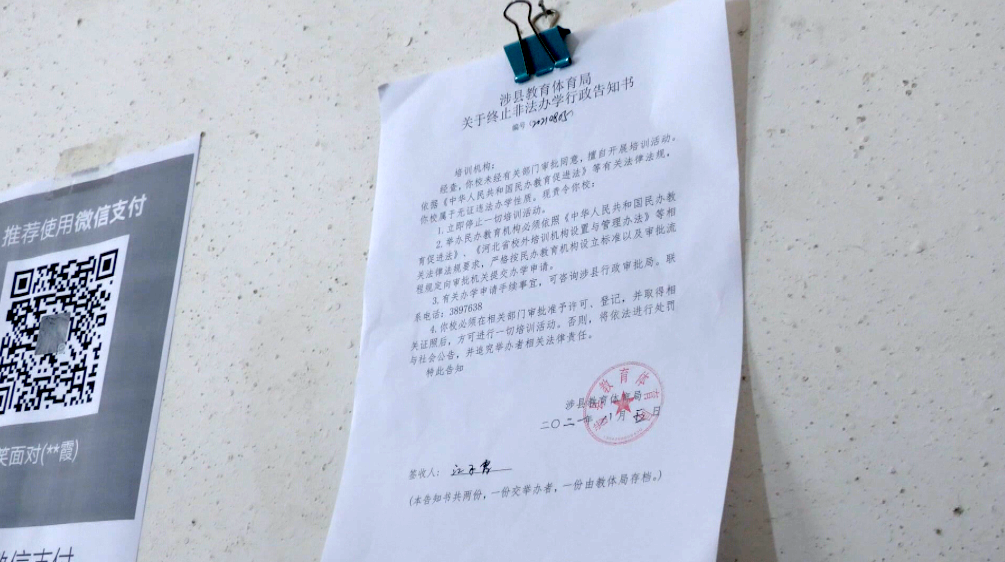 涉县教育体育局
关于终止非法办学行政告知书
编号（20210805）
培训机构：
经查，你校未经有关部门审批同意，擅自开展培训活动。
依据《中华人民共和国民办教育促进法》等有关法律法规，
你校属于无证违法办学性质。现责令你校：
1.立即停止一切培训活动。
2.举办民办教育机构必须依照《中华人民共和国民办教
育促进法》、《河北省校外培训机构设置与管理办法》等相
关法律法规要求，严格按民办教育机构设立标准以及审批流
程规定向审批机关提交办学申请。
3.有关办学申请手续事宜，可咨询涉县行政审批局。联
系电话：3897638
4.你校必须在相关部门审批准予许可、登记，并取得相
关证照后，方可进行一切培训活动。否则，将依法进行处罚
与社会公告，并追究举办者相关法律责任。
特此告知
涉县教育体育局
二〇二一年 月 日
签收人：
（本告知书共两份，一份交举办者，一份由教体局存档。）
推荐使用微信支付
笑面对(**霞)
微信支付